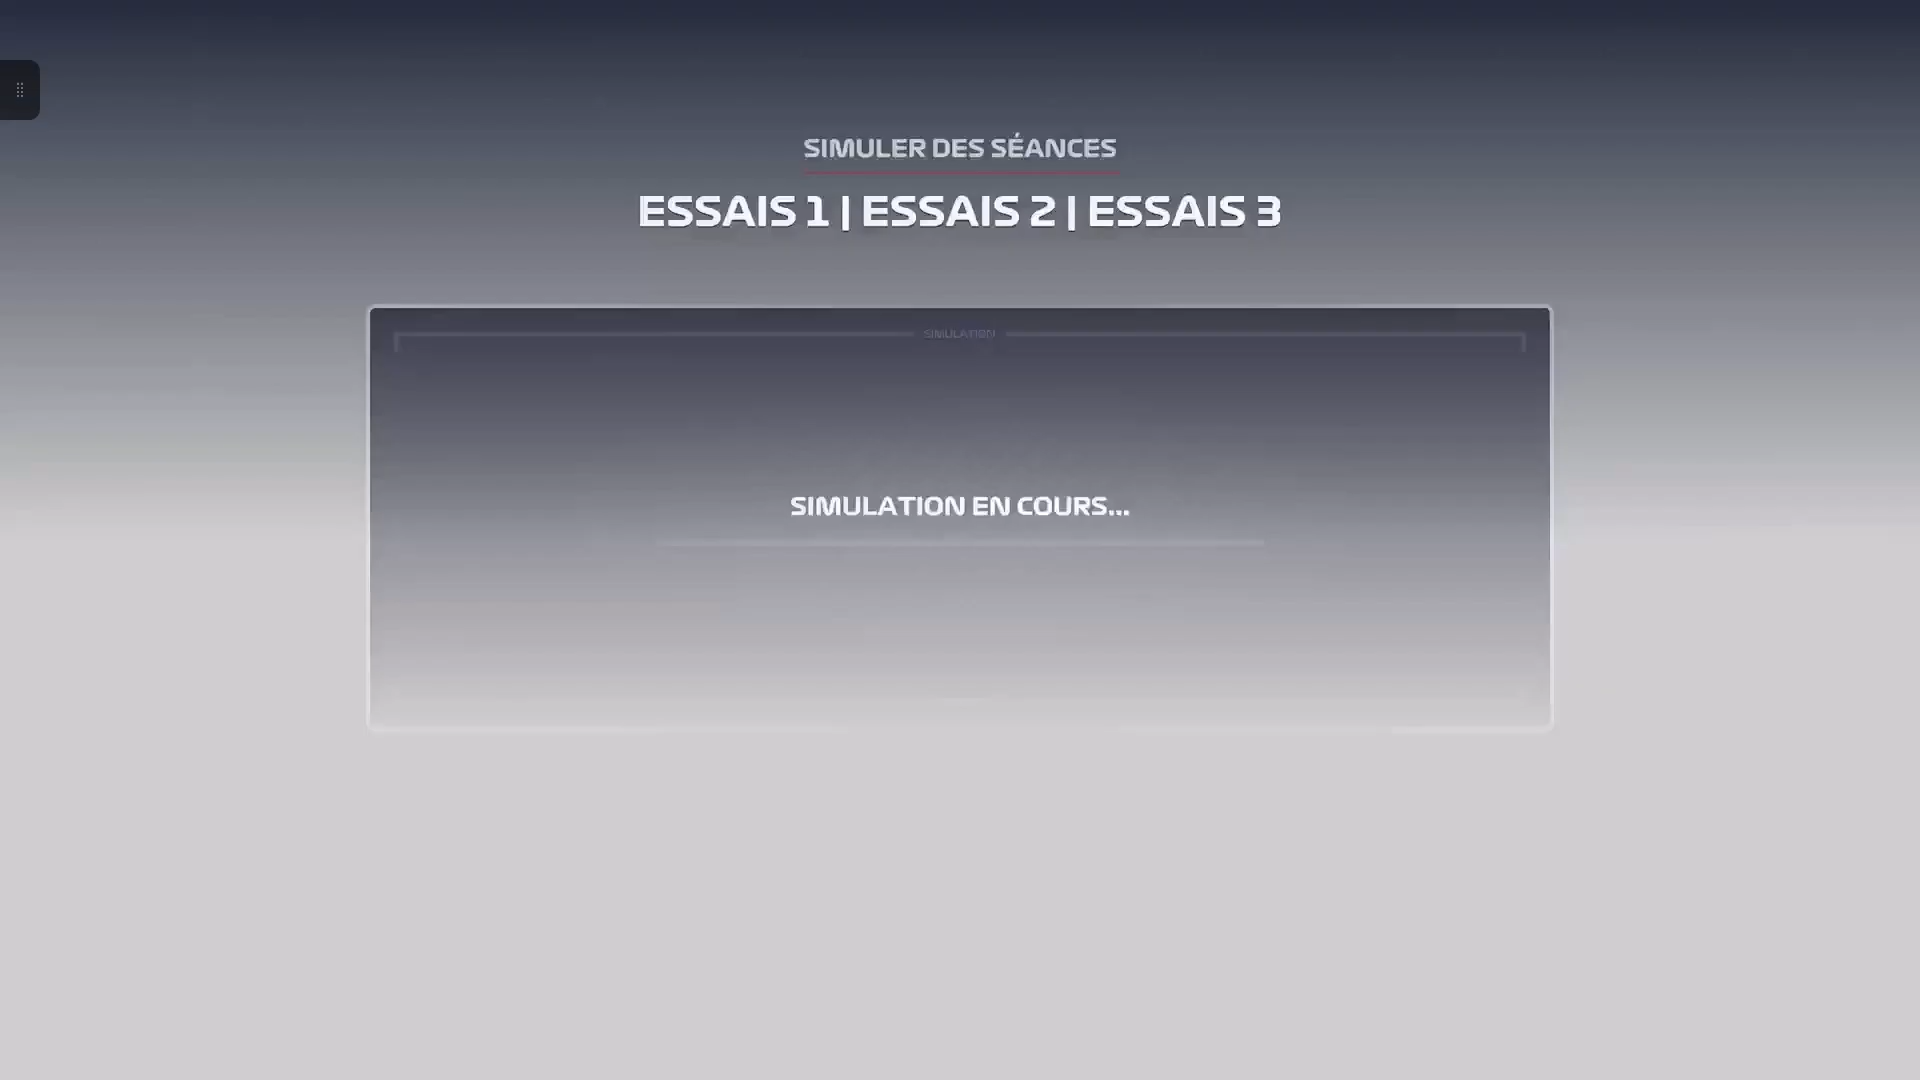 SIMULER DES SÉANCES
ESSAIS 1 | ESSAIS 2 | ESSAIS 3
SIMULATION
SIMULATION EN COURS...